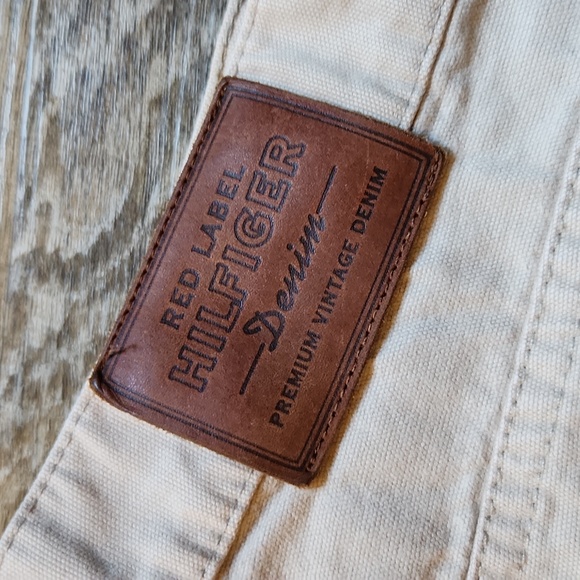 RED LABEL
HILFIGER
Denim
PREMIUM VINTAGE DENIM